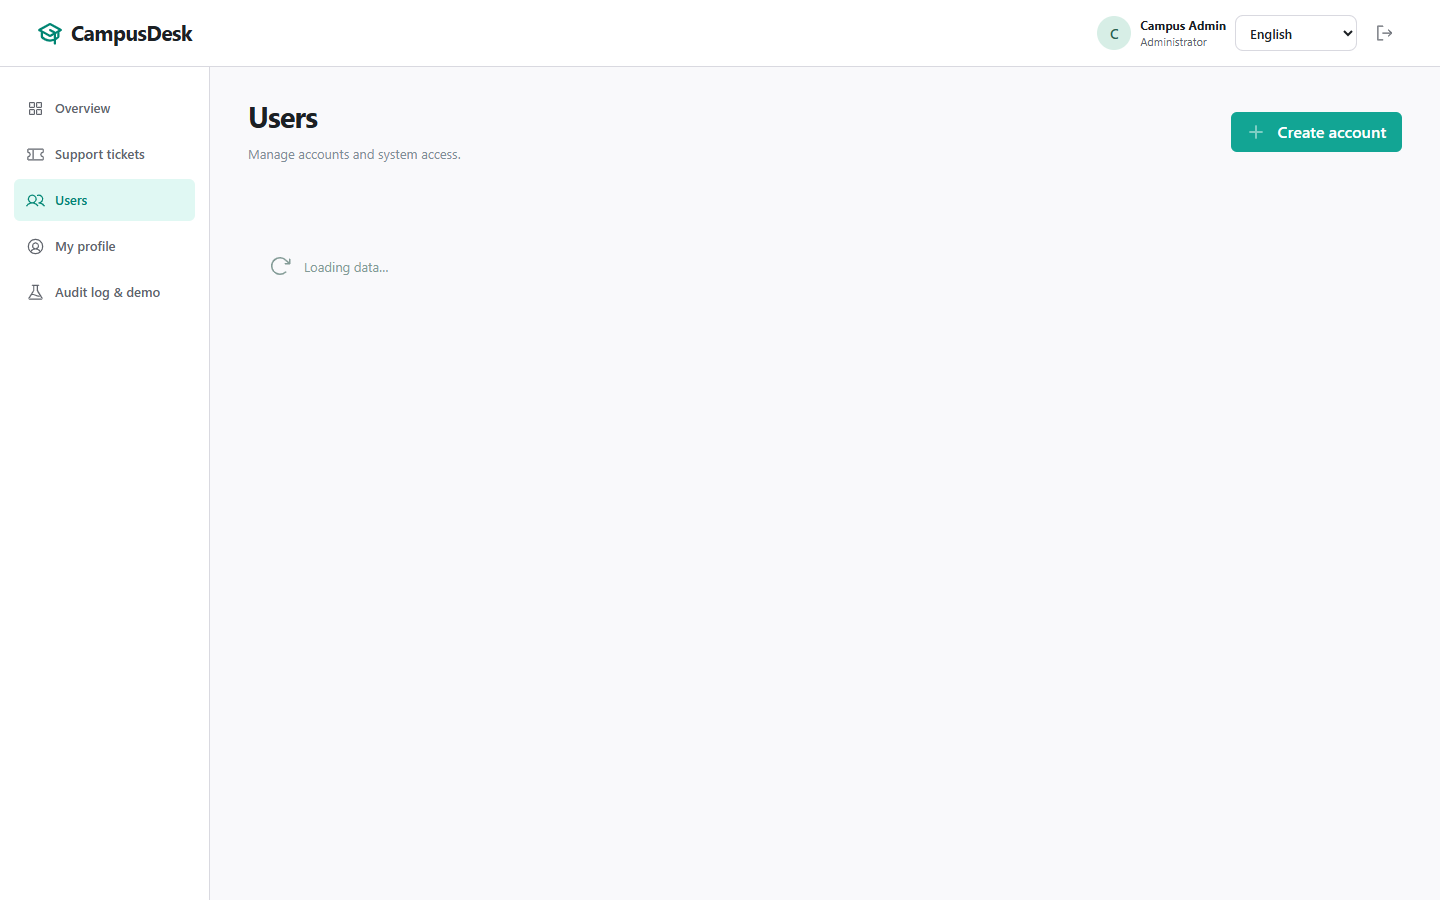 CampusDesk
C
Campus Admin
Administrator
English
Overview
Support tickets
Users
My profile
Audit log & demo
Users
Manage accounts and system access.
Create account
Loading data...